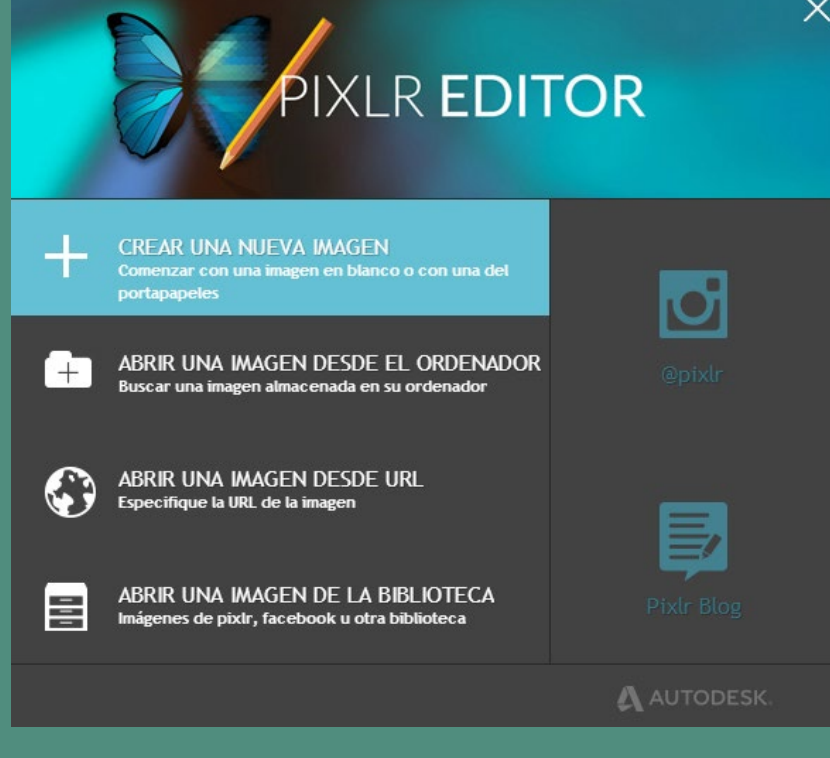 PIXLR EDITOR
CREAR UNA NUEVA IMAGEN
Comenzar con una imagen en blanco o con una del
portapapeles
ABRIR UNA IMAGEN DESDE EL ORDENADOR
Buscar una imagen almacenada en su ordenador
ABRIR UNA IMAGEN DESDE URL
Especifique la URL de la imagen
ABRIR UNA IMAGEN DE LA BIBLIOTECA
Imágenes de pixlr, facebook u otra biblioteca
@pixlr
Pixlr Blog
AUTODESK.